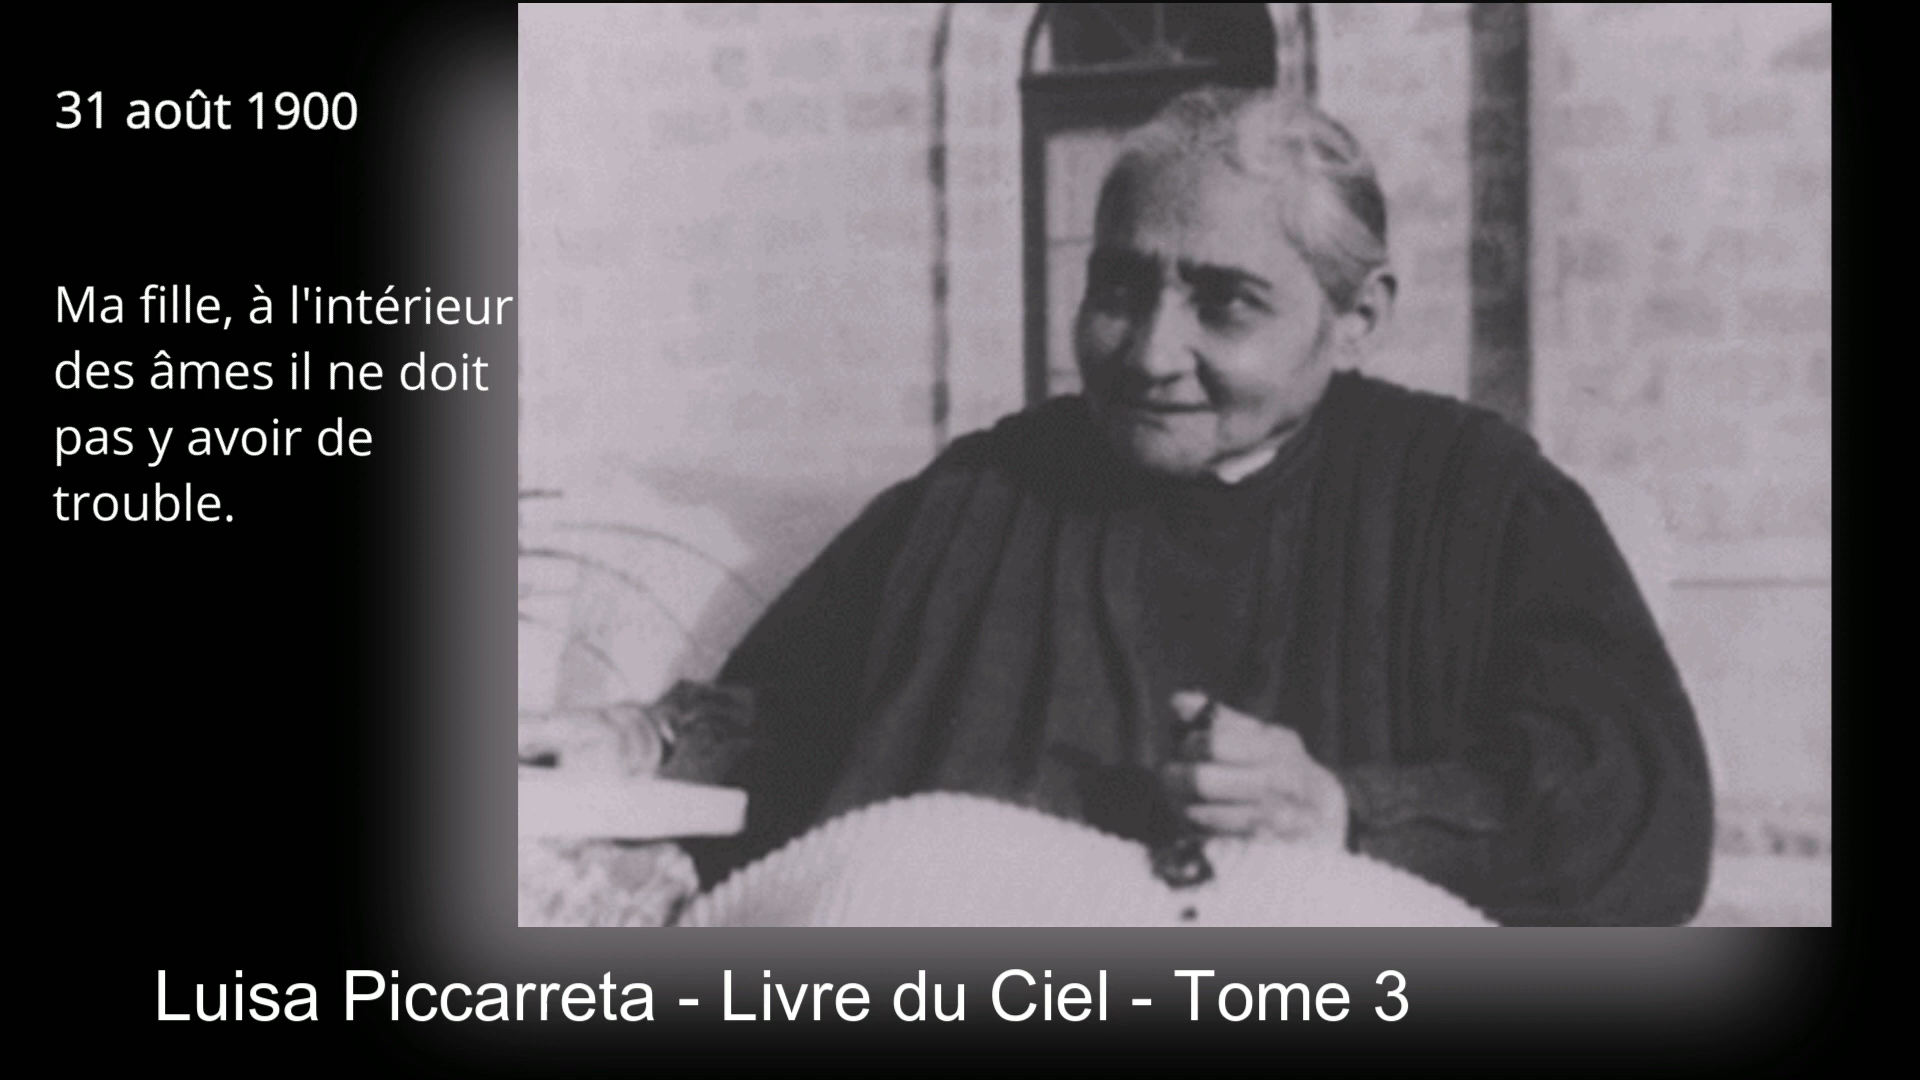 31 août 1900
Ma fille, à l'intérieur
des âmes il ne doit
pas y avoir de
trouble.
Luisa Piccarreta - Livre du Ciel - Tome 3